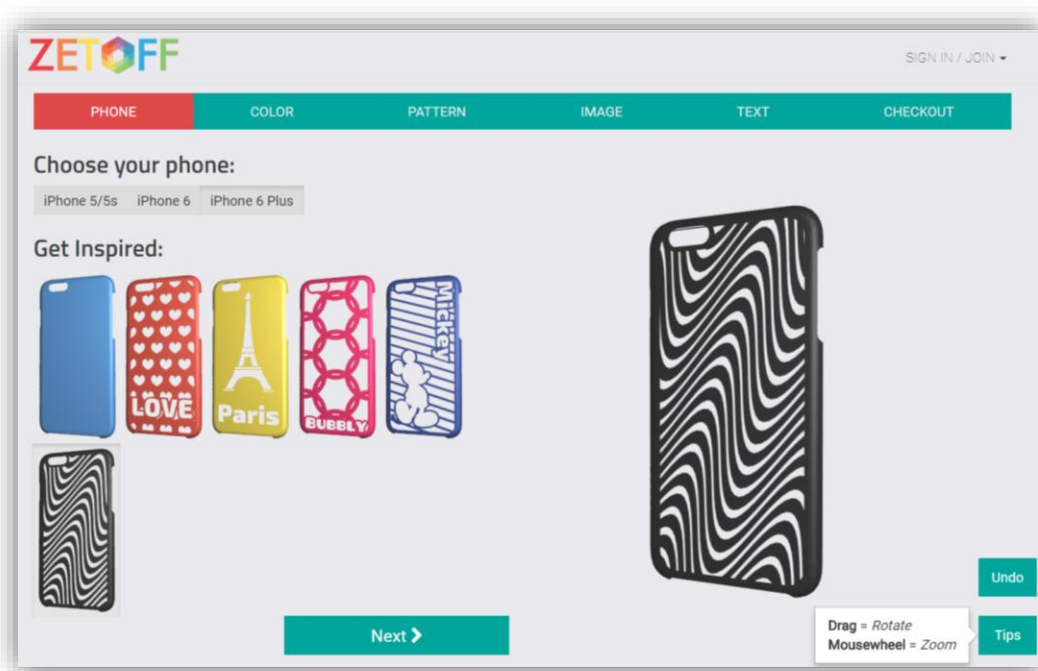 ZETOFF
SIGN IN / JOIN
PHONE COLOR PATTERN IMAGE TEXT CHECKOUT
Choose your phone:
iPhone 5/5s iPhone 6 iPhone 6 Plus
Get Inspired:
LOVE
Paris
BUBBLY
Mickey
Undo
Next
Drag = Rotate
Mousewheel = Zoom
Tips